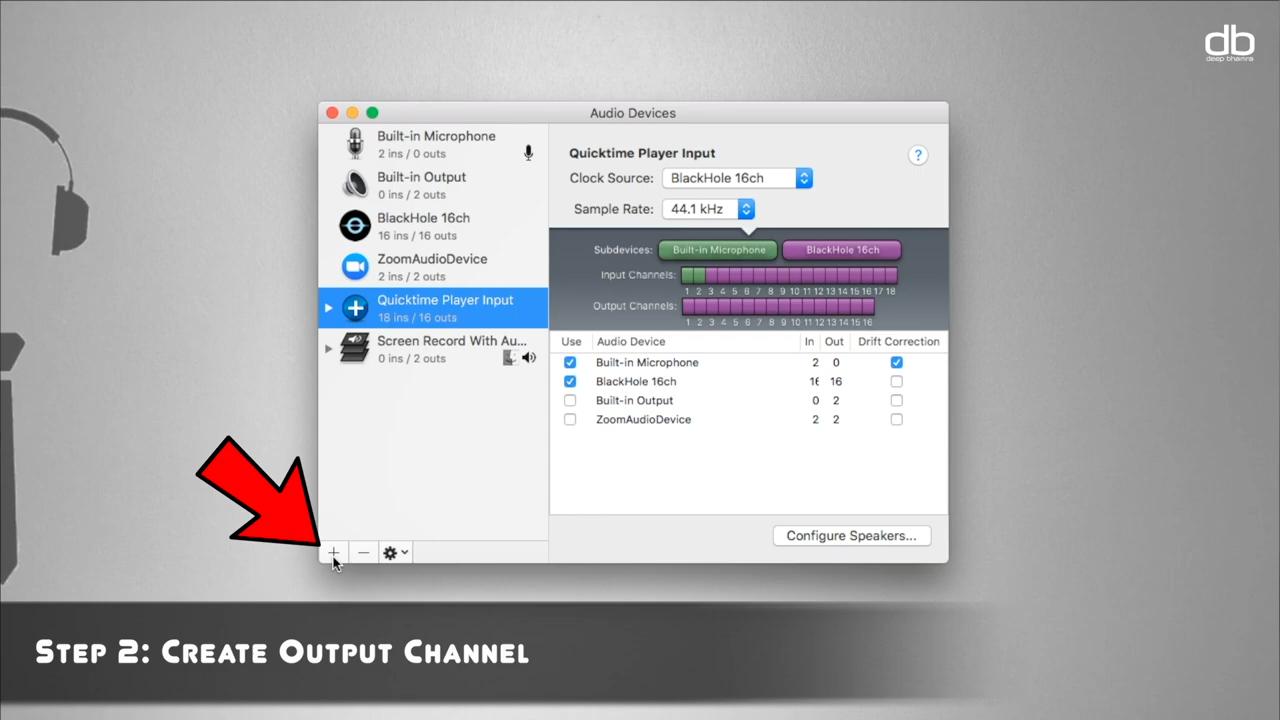 db
deep bhamra
Audio Devices
Built-in Microphone
2 ins / 0 outs
Built-in Output
0 ins / 2 outs
BlackHole 16ch
16 ins / 16 outs
ZoomAudioDevice
2 ins / 2 outs
Quicktime Player Input
18 ins / 16 outs
Screen Record With Au...
0 ins / 2 outs
Quicktime Player Input
?
Clock Source: BlackHole 16ch
Sample Rate: 44.1 kHz
Subdevices: Built-in Microphone BlackHole 16ch
Input Channels:
1 2 3 4 5 6 7 8 9 10 11 12 13 14 15 16 17 18
Output Channels:
1 2 3 4 5 6 7 8 9 10 11 12 13 14 15 16
Use Audio Device In Out Drift Correction
Built-in Microphone 2 0
BlackHole 16ch 16 16
Built-in Output 0 2
ZoomAudioDevice 2 2
Configure Speakers...
Step 2: Create Output Channel